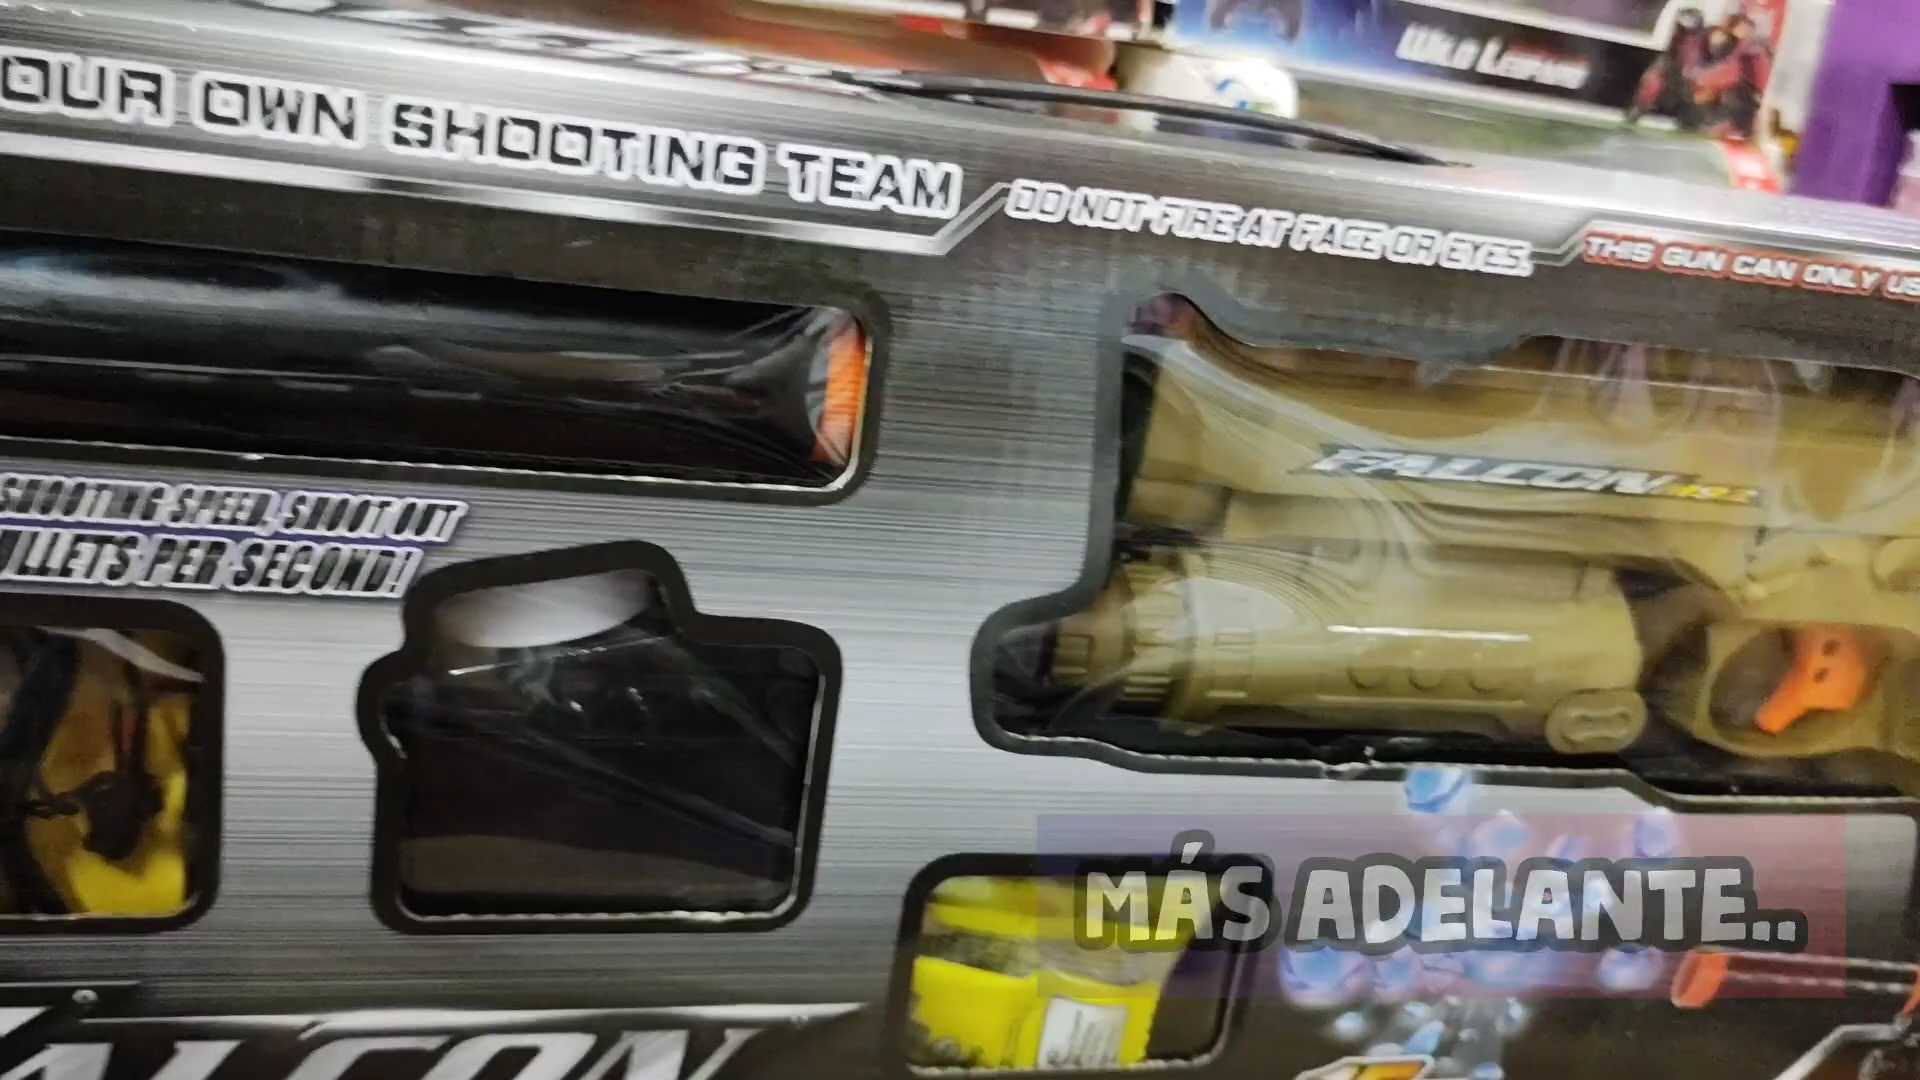 WILD LEOPARD
OUR OWN SHOOTING TEAM
DO NOT FIRE AT FACE OR EYES.
THIS GUN CAN ONLY US
FALCON
SHOOTING SPEED, SHOOT OUT
ULLETS PER SECOND!
MÁS ADELANTE..
FALCON